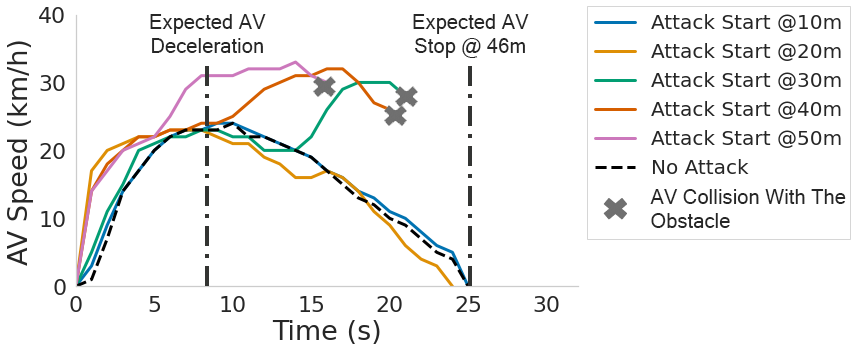 Expected AV
Deceleration
Expected AV
Stop @ 46m
AV Speed (km/h)
40
30
20
10
0
0 5 10 15 20 25 30
Time (s)
Attack Start @10m
Attack Start @20m
Attack Start @30m
Attack Start @40m
Attack Start @50m
No Attack
AV Collision With The
Obstacle